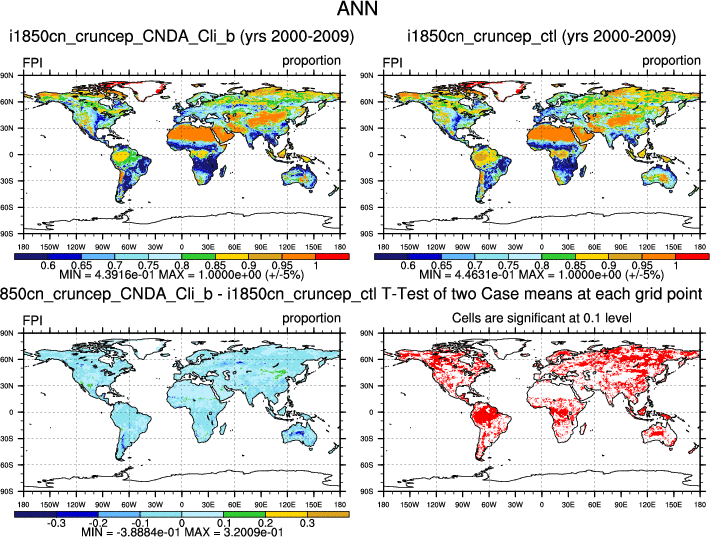 ANN
i1850cn_cruncep_CNDA_Cli_b (yrs 2000-2009)
i1850cn_cruncep_ctl (yrs 2000-2009)
FPI proportion
FPI proportion
90N
60N
30N
0
30S
60S
90S
180 150W 120W 90W 60W 30W 0 30E 60E 90E 120E 150E 180
0.6 0.65 0.7 0.75 0.8 0.85 0.9 0.95 1
MIN = 4.3916e-01 MAX = 1.0000e+00 (+/-5%)
90N
60N
30N
0
30S
60S
90S
180 150W 120W 90W 60W 30W 0 30E 60E 90E 120E 150E 180
0.6 0.65 0.7 0.75 0.8 0.85 0.9 0.95 1
MIN = 4.4631e-01 MAX = 1.0000e+00 (+/-5%)
850cn_cruncep_CNDA_Cli_b - i1850cn_cruncep_ctl
T-Test of two Case means at each grid point
FPI proportion
Cells are significant at 0.1 level
90N
60N
30N
0
30S
60S
90S
180 150W 120W 90W 60W 30W 0 30E 60E 90E 120E 150E 180
-0.3 -0.2 -0.1 0 0.1 0.2 0.3
MIN = -3.8884e-01 MAX = 3.2009e-01
90N
60N
30N
0
30S
60S
90S
180 150W 120W 90W 60W 30W 0 30E 60E 90E 120E 150E 180